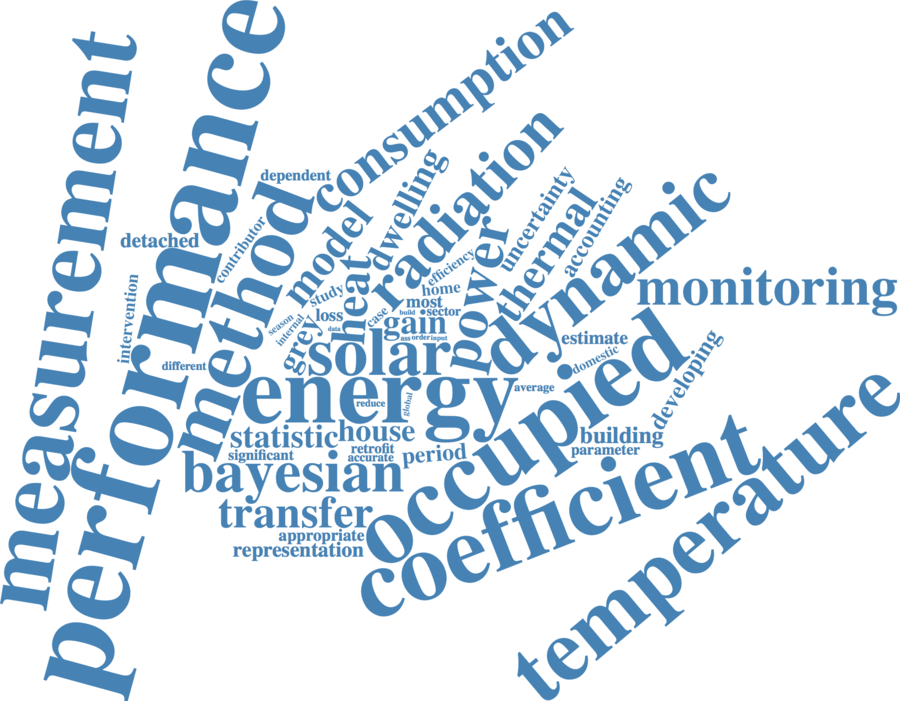 measurement
performance
consumption
dependent
method
detached
contributor
intervention
different
model
dwelling
radiation
uncertainty
thermal
accounting
dynamic
monitoring
study
heat
efficiency
home
power
most
case
build
sector
loss
season
internal
data
gain
grey
ass
order
input
solar
estimate
domestic
energy
reduce
global
average
occupied
developing
statistic
house
building
parameter
significant
retrofit
accurate
period
bayesian
coefficient
temperature
transfer
appropriate
representation